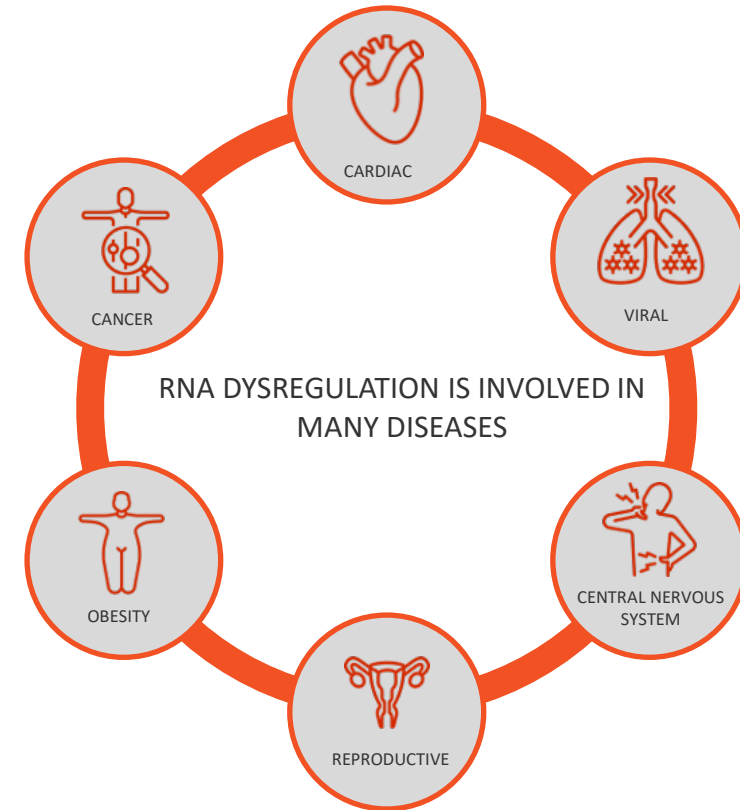 CARDIAC
VIRAL
CENTRAL NERVOUS
SYSTEM
REPRODUCTIVE
OBESITY
CANCER
RNA DYSREGULATION IS INVOLVED IN
MANY DISEASES